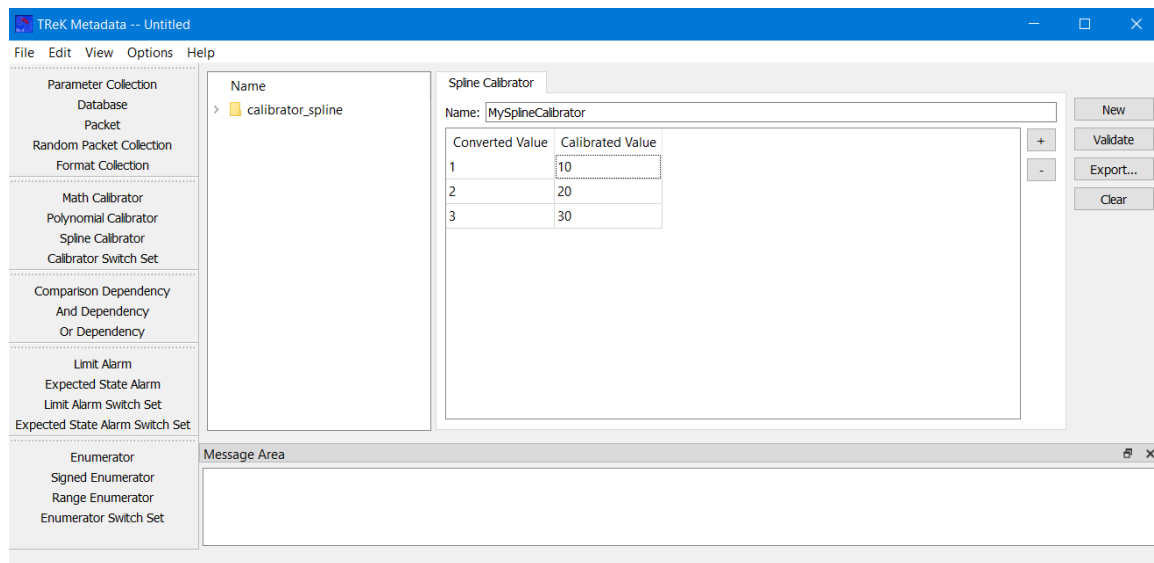 TReK Metadata -- Untitled
File Edit View Options Help
Parameter Collection
Database
Packet
Random Packet Collection
Format Collection
Math Calibrator
Polynomial Calibrator
Spline Calibrator
Calibrator Switch Set
Comparison Dependency
And Dependency
Or Dependency
Limit Alarm
Expected State Alarm
Limit Alarm Switch Set
Expected State Alarm Switch Set
Enumerator
Signed Enumerator
Range Enumerator
Enumerator Switch Set
Name
calibrator_spline
Spline Calibrator
Name: MySplineCalibrator
Converted Value Calibrated Value
1 10
2 20
3 30
+
-
New
Validate
Export...
Clear
Message Area